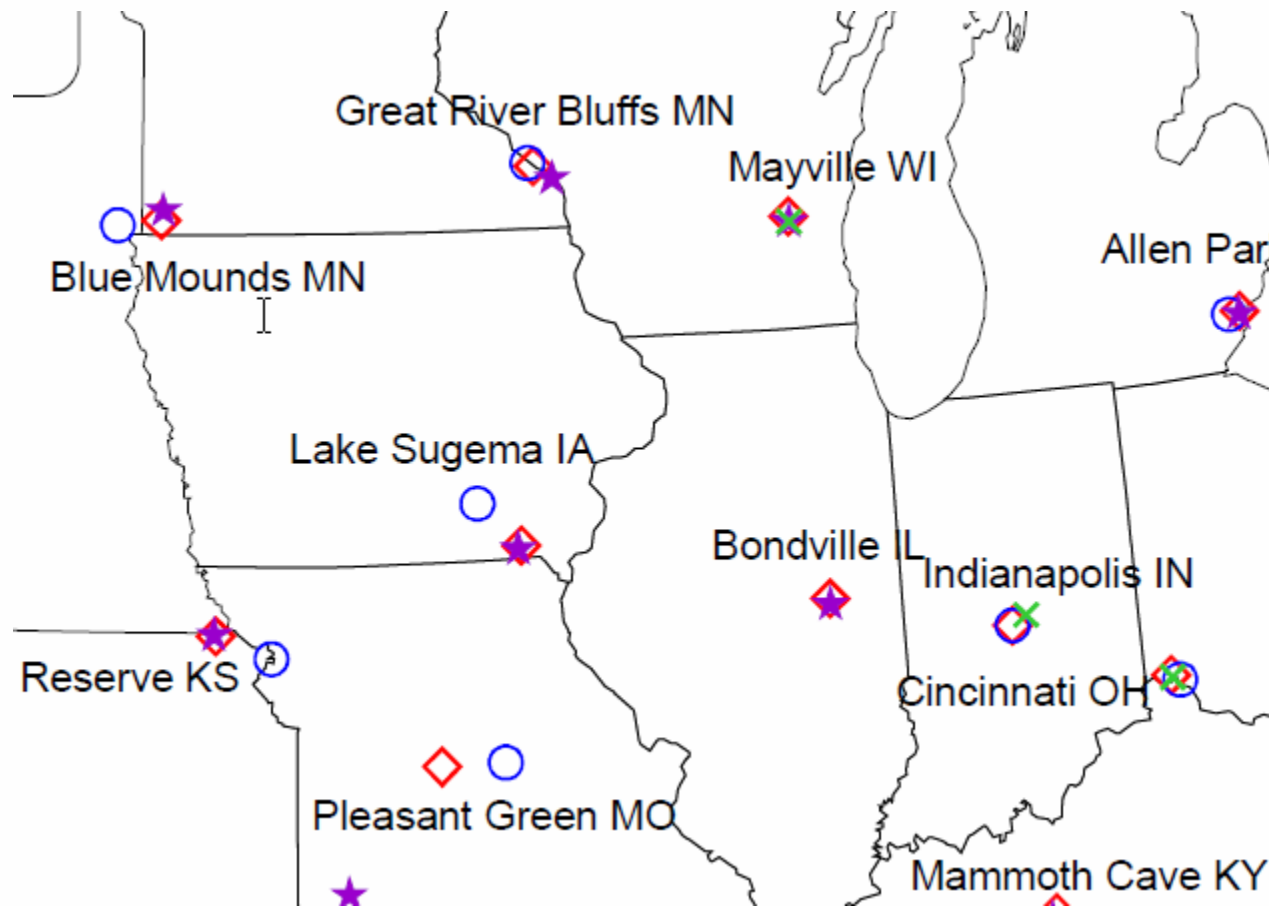 Great River Bluffs MN
Mayville WI
Allen Par
Blue Mounds MN
Lake Sugema IA
Bondville IL
Indianapolis IN
Reserve KS
Cincinnati OH
Pleasant Green MO
Mammoth Cave KY